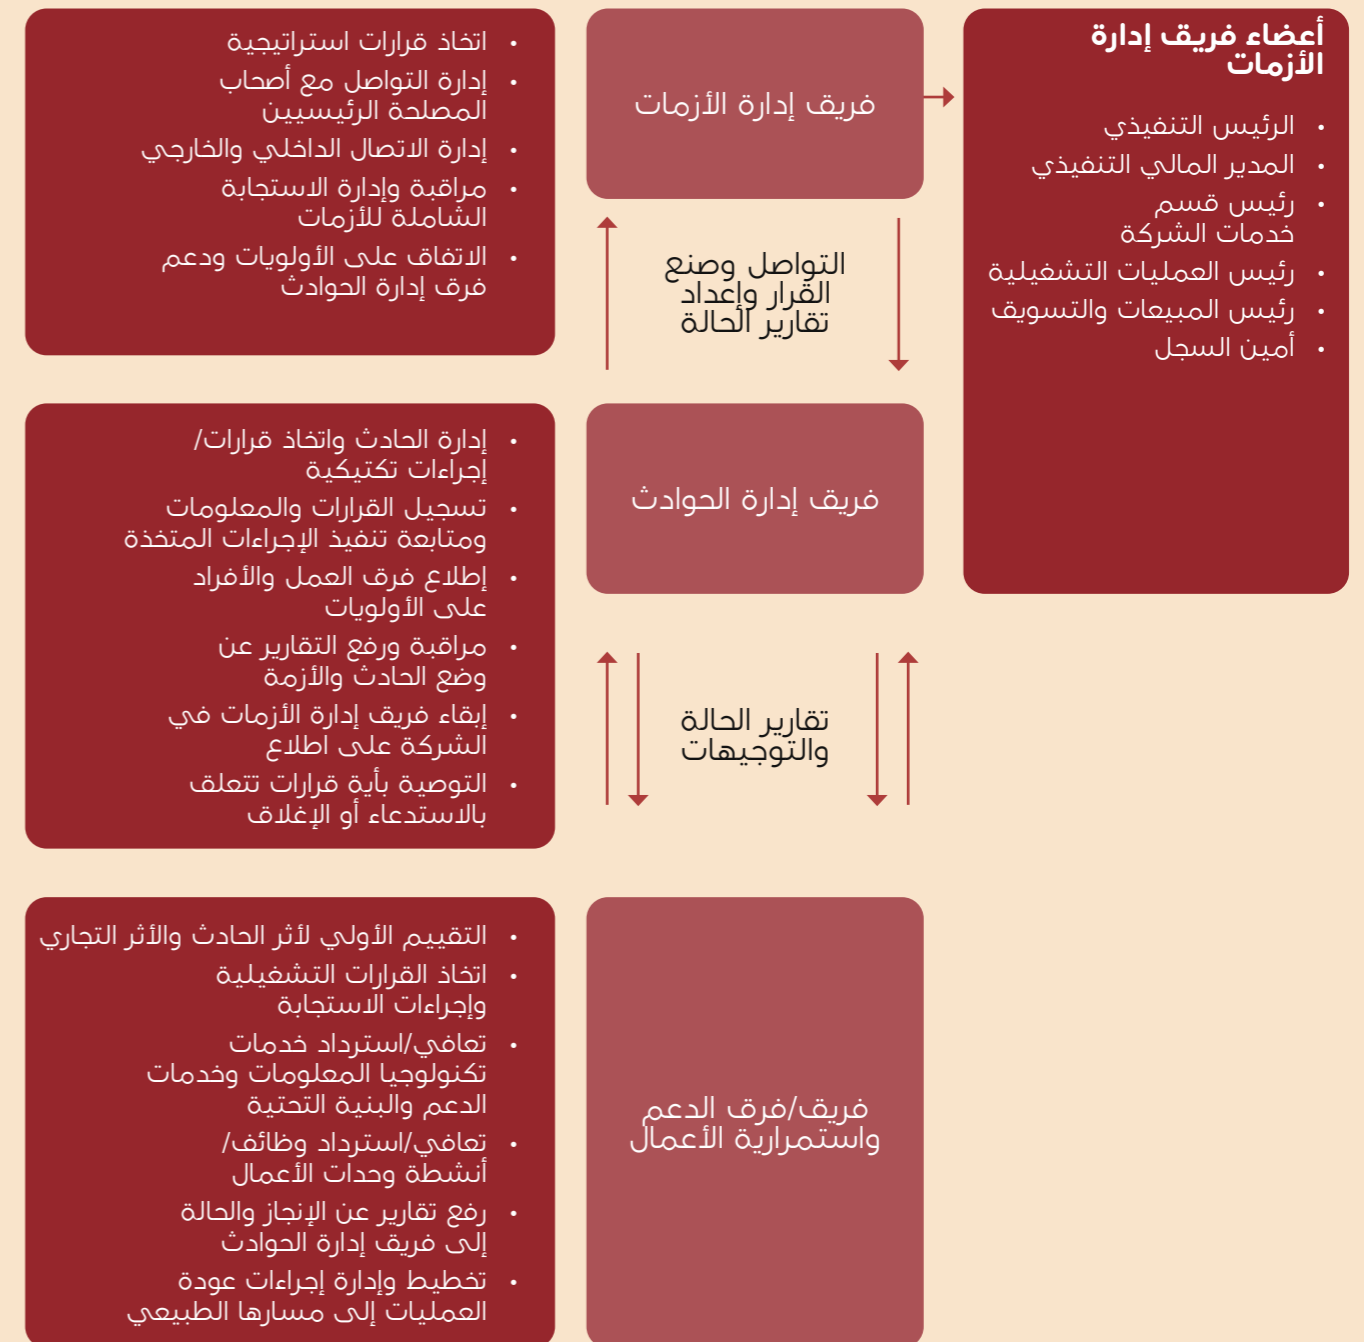 أعضاء فريق إدارة
الأزمات
• الرئيس التنفيذي
• المدير المالي التنفيذي
• رئيس قسم
خدمات الشركة
• رئيس العمليات التشغيلية
• رئيس المبيعات والتسويق
• أمين السجل
فريق إدارة الأزمات
• اتخاذ قرارات استراتيجية
• إدارة التواصل مع أصحاب
المصلحة الرئيسيين
• إدارة الاتصال الداخلي والخارجي
• مراقبة وإدارة الاستجابة
الشاملة للأزمات
• الاتفاق على الأولويات ودعم
فرق إدارة الحوادث
التواصل وصنع
القرار وإعداد
تقارير الحالة
فريق إدارة الحوادث
• إدارة الحادث واتخاذ قرارات/
إجراءات تكتيكية
• تسجيل القرارات والمعلومات
ومتابعة تنفيذ الإجراءات المتخذة
• إطلاع فرق العمل والأفراد
على الأولويات
• مراقبة ورفع التقارير عن
وضع الحادث والأزمة
• إبقاء فريق إدارة الأزمات في
الشركة على اطلاع
• التوصية بأية قرارات تتعلق
بالاستدعاء أو الإغلاق
تقارير الحالة
والتوجيهات
فريق/فرق الدعم
واستمرارية الأعمال
• التقييم الأولي لأثر الحادث والأثر التجاري
• اتخاذ القرارات التشغيلية
وإجراءات الاستجابة
• تعافي/استرداد خدمات
تكنولوجيا المعلومات وخدمات
الدعم والبنية التحتية
• تعافي/استرداد وظائف/
أنشطة وحدات الأعمال
• رفع تقارير عن الإنجاز والحالة
إلى فريق إدارة الحوادث
• تخطيط وإدارة إجراءات عودة
العمليات إلى مسارها الطبيعي